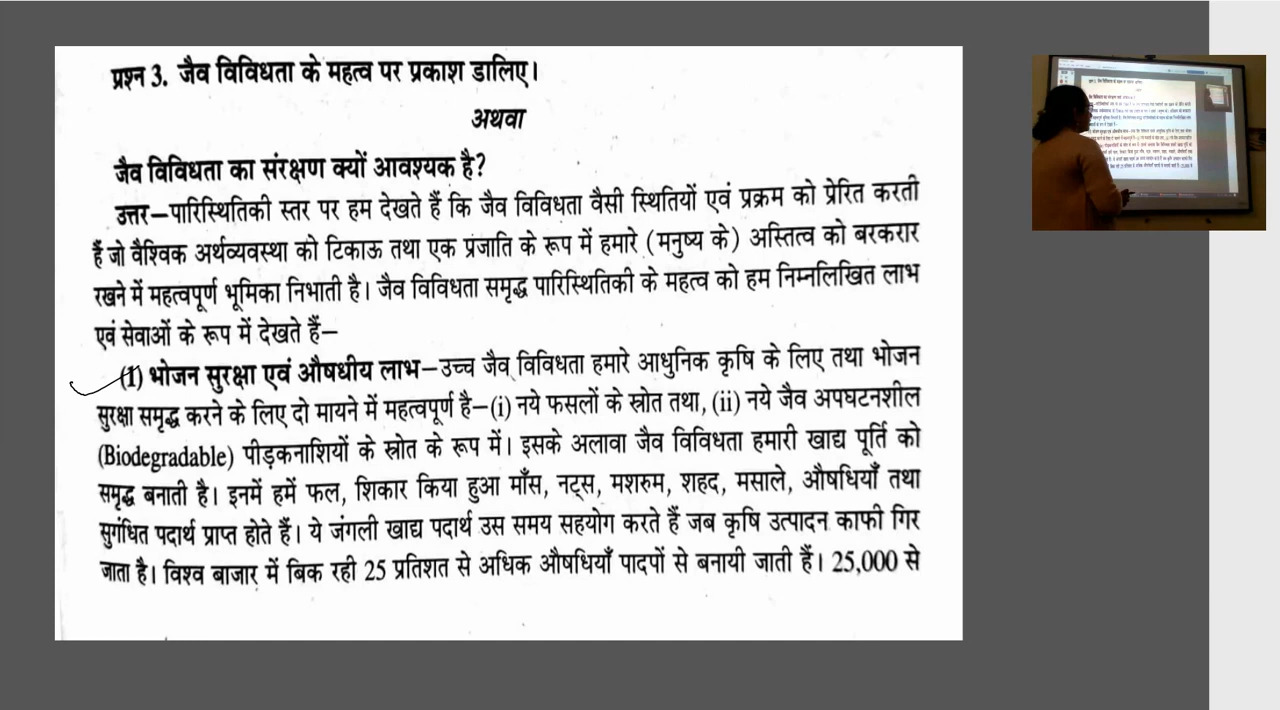 प्रश्न 3. जैव विविधता के महत्व पर प्रकाश डालिए।
अथवा
जैव विविधता का संरक्षण क्यों आवश्यक है?
उत्तर–पारिस्थितिकी स्तर पर हम देखते हैं कि जैव विविधता वैसी स्थितियों एवं प्रक्रम को प्रेरित करती
हैं जो वैश्विक अर्थव्यवस्था को टिकाऊ तथा एक प्रजाति के रूप में हमारे (मनुष्य के) अस्तित्व को बरकरार
रखने में महत्वपूर्ण भूमिका निभाती है। जैव विविधता समृद्ध पारिस्थितिकी के महत्व को हम निम्नलिखित लाभ
एवं सेवाओं के रूप में देखते हैं–
(1) भोजन सुरक्षा एवं औषधीय लाभ–उच्च जैव विविधता हमारे आधुनिक कृषि के लिए तथा भोजन
सुरक्षा समृद्ध करने के लिए दो मायने में महत्वपूर्ण है–(i) नये फसलों के स्रोत तथा, (ii) नये जैव अपघटनशील
(Biodegradable) पीड़कनाशियों के स्रोत के रूप में। इसके अलावा जैव विविधता हमारी खाद्य पूर्ति को
समृद्ध बनाती है। इनमें हमें फल, शिकार किया हुआ माँस, नट्स, मशरुम, शहद, मसाले, औषधियाँ तथा
सुगंधित पदार्थ प्राप्त होते हैं। ये जंगली खाद्य पदार्थ उस समय सहयोग करते हैं जब कृषि उत्पादन काफी गिर
जाता है। विश्व बाजार में बिक रही 25 प्रतिशत से अधिक औषधियाँ पादपों से बनायी जाती हैं। 25,000 से